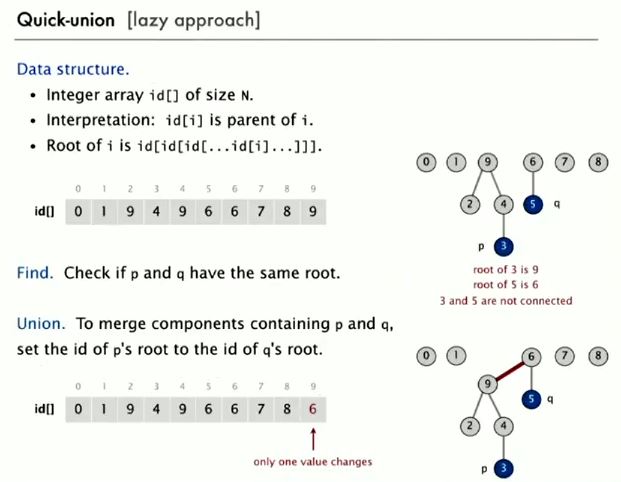 Quick-union [lazy approach]
Data structure.
• Integer array id[] of size N.
• Interpretation: id[i] is parent of i.
• Root of i is id[id[id[...id[i]...]]].
0 1 2 3 4 5 6 7 8 9
id[] 0 1 9 4 9 6 6 7 8 9
0 1 9 6 7 8
2 4 5 q
p 3
root of 3 is 9
root of 5 is 6
3 and 5 are not connected
Find. Check if p and q have the same root.
Union. To merge components containing p and q,
set the id of p's root to the id of q's root.
0 1 2 3 4 5 6 7 8 9
id[] 0 1 9 4 9 6 6 7 8 6
only one value changes
0 1 6 7 8
9 5 q
2 4
p 3